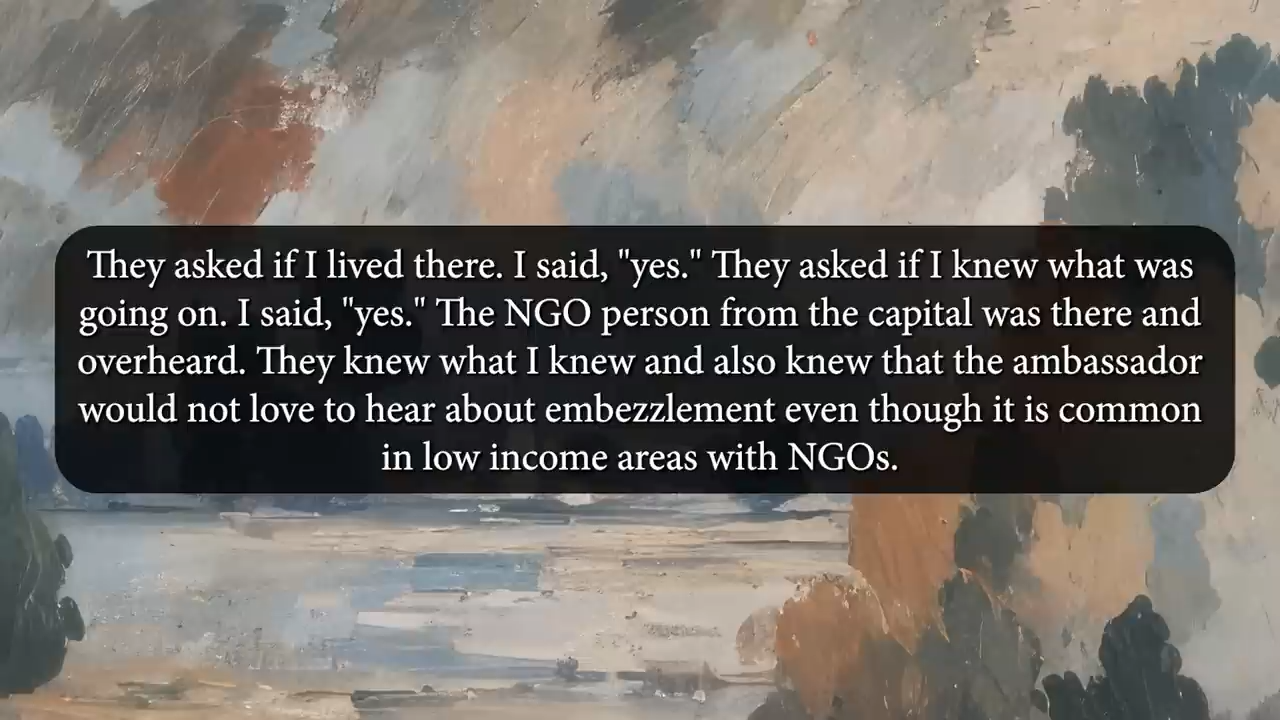 They asked if I lived there. I said, "yes." They asked if I knew what was
going on. I said, "yes." The NGO person from the capital was there and
overheard. They knew what I knew and also knew that the ambassador
would not love to hear about embezzlement even though it is common
in low income areas with NGOs.